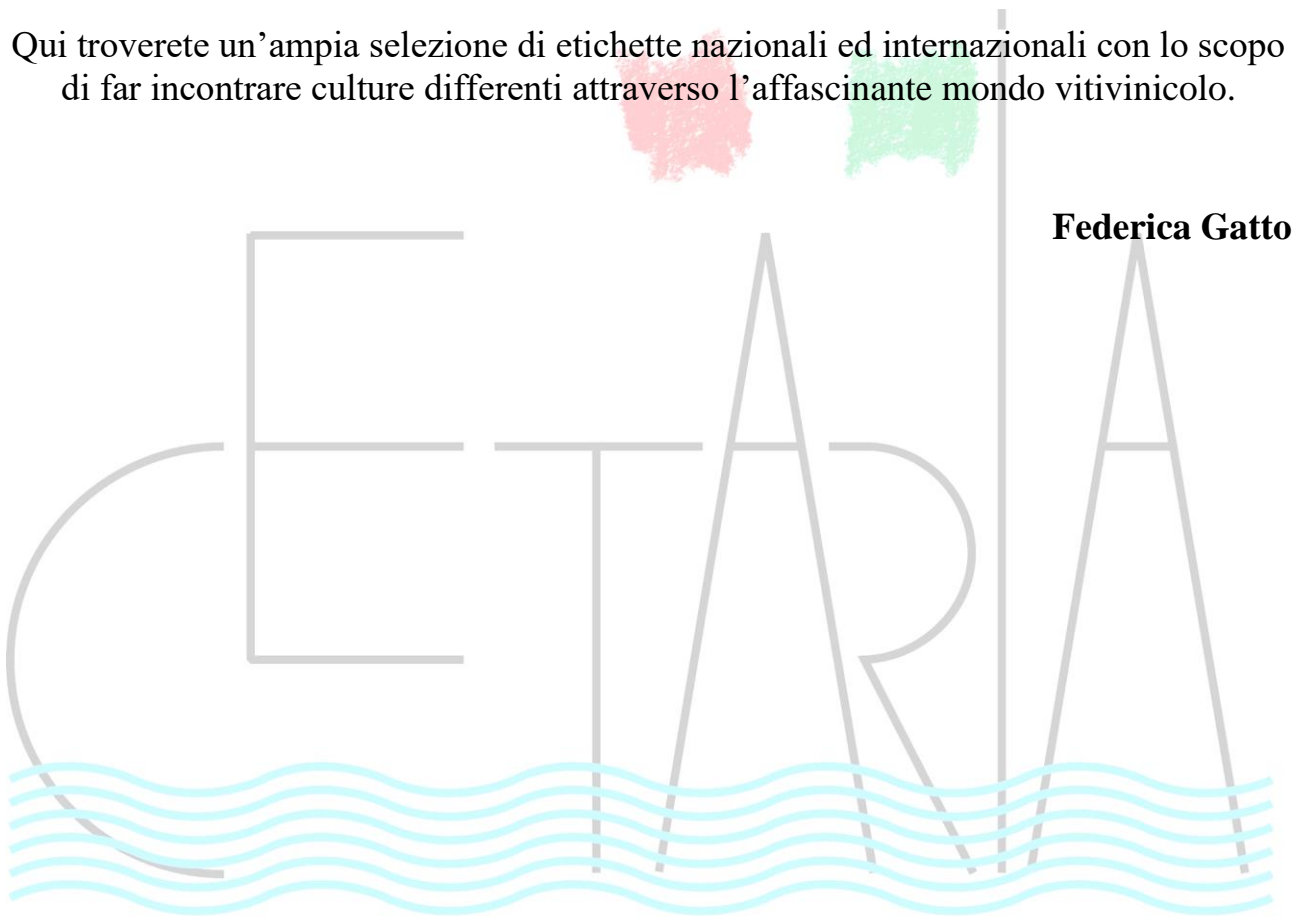 Qui troverete un’ampia selezione di etichette nazionali ed internazionali con lo scopo
di far incontrare culture differenti attraverso l’affascinante mondo vitivinicolo.
Federica Gatto
CETARIA